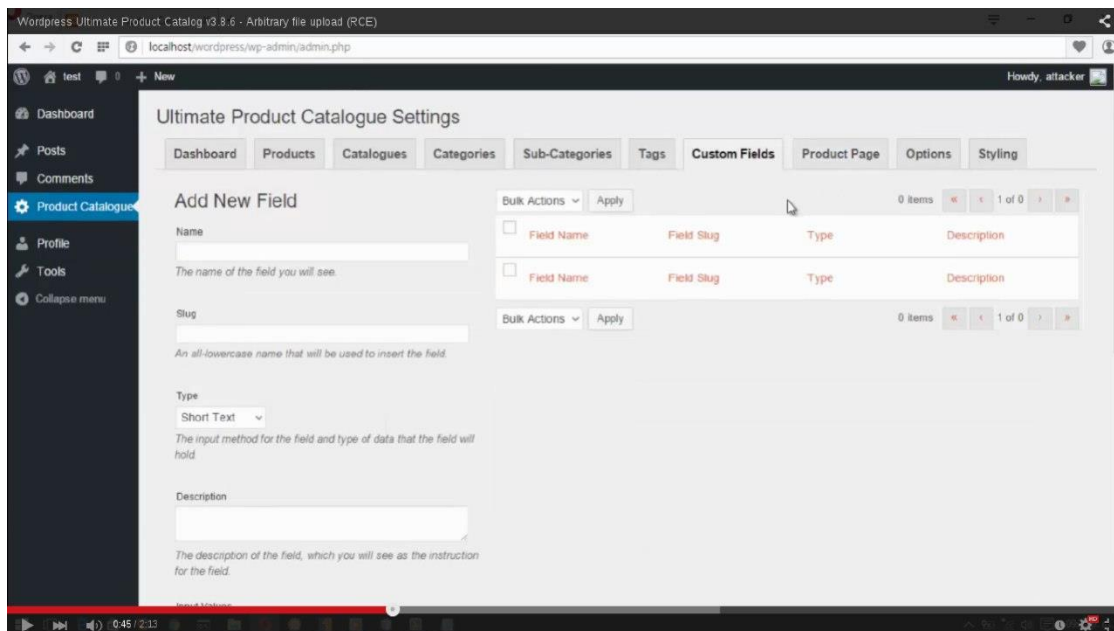 Wordpress Ultimate Product Catalog v3.8.6 - Arbitrary file upload (RCE)
localhost/wordpress/wp-admin/admin.php
test 0 + New Howdy, attacker
Dashboard
Posts
Comments
Product Catalogue
Profile
Tools
Collapse menu
Ultimate Product Catalogue Settings
Dashboard Products Catalogues Categories Sub-Categories Tags Custom Fields Product Page Options Styling
Add New Field
Name
The name of the field you will see.
Slug
An all-lowercase name that will be used to insert the field.
Type
Short Text
The input method for the field and type of data that the field will
hold
Description
The description of the field, which you will see as the instruction
for the field.
Input Values
Bulk Actions Apply 0 items « ‹ 1 of 0 › »
Field Name Field Slug Type Description
Field Name Field Slug Type Description
Bulk Actions Apply 0 items « ‹ 1 of 0 › »
0:45 / 2:13 HD